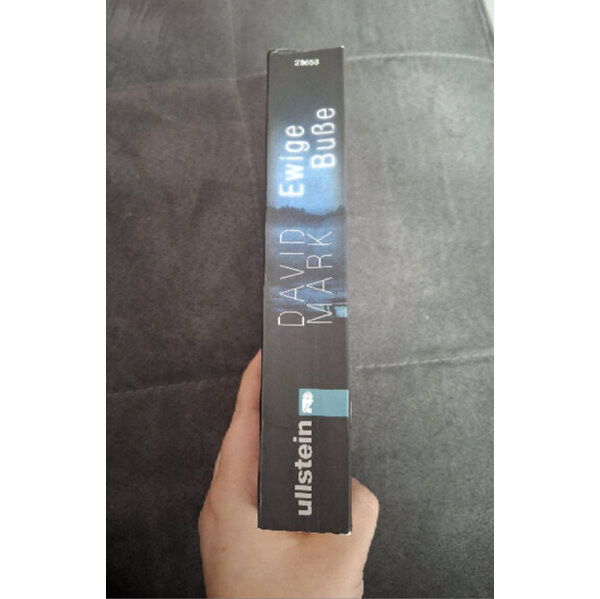 28658
Ewige
Buße
DAVID
MARK
ullstein